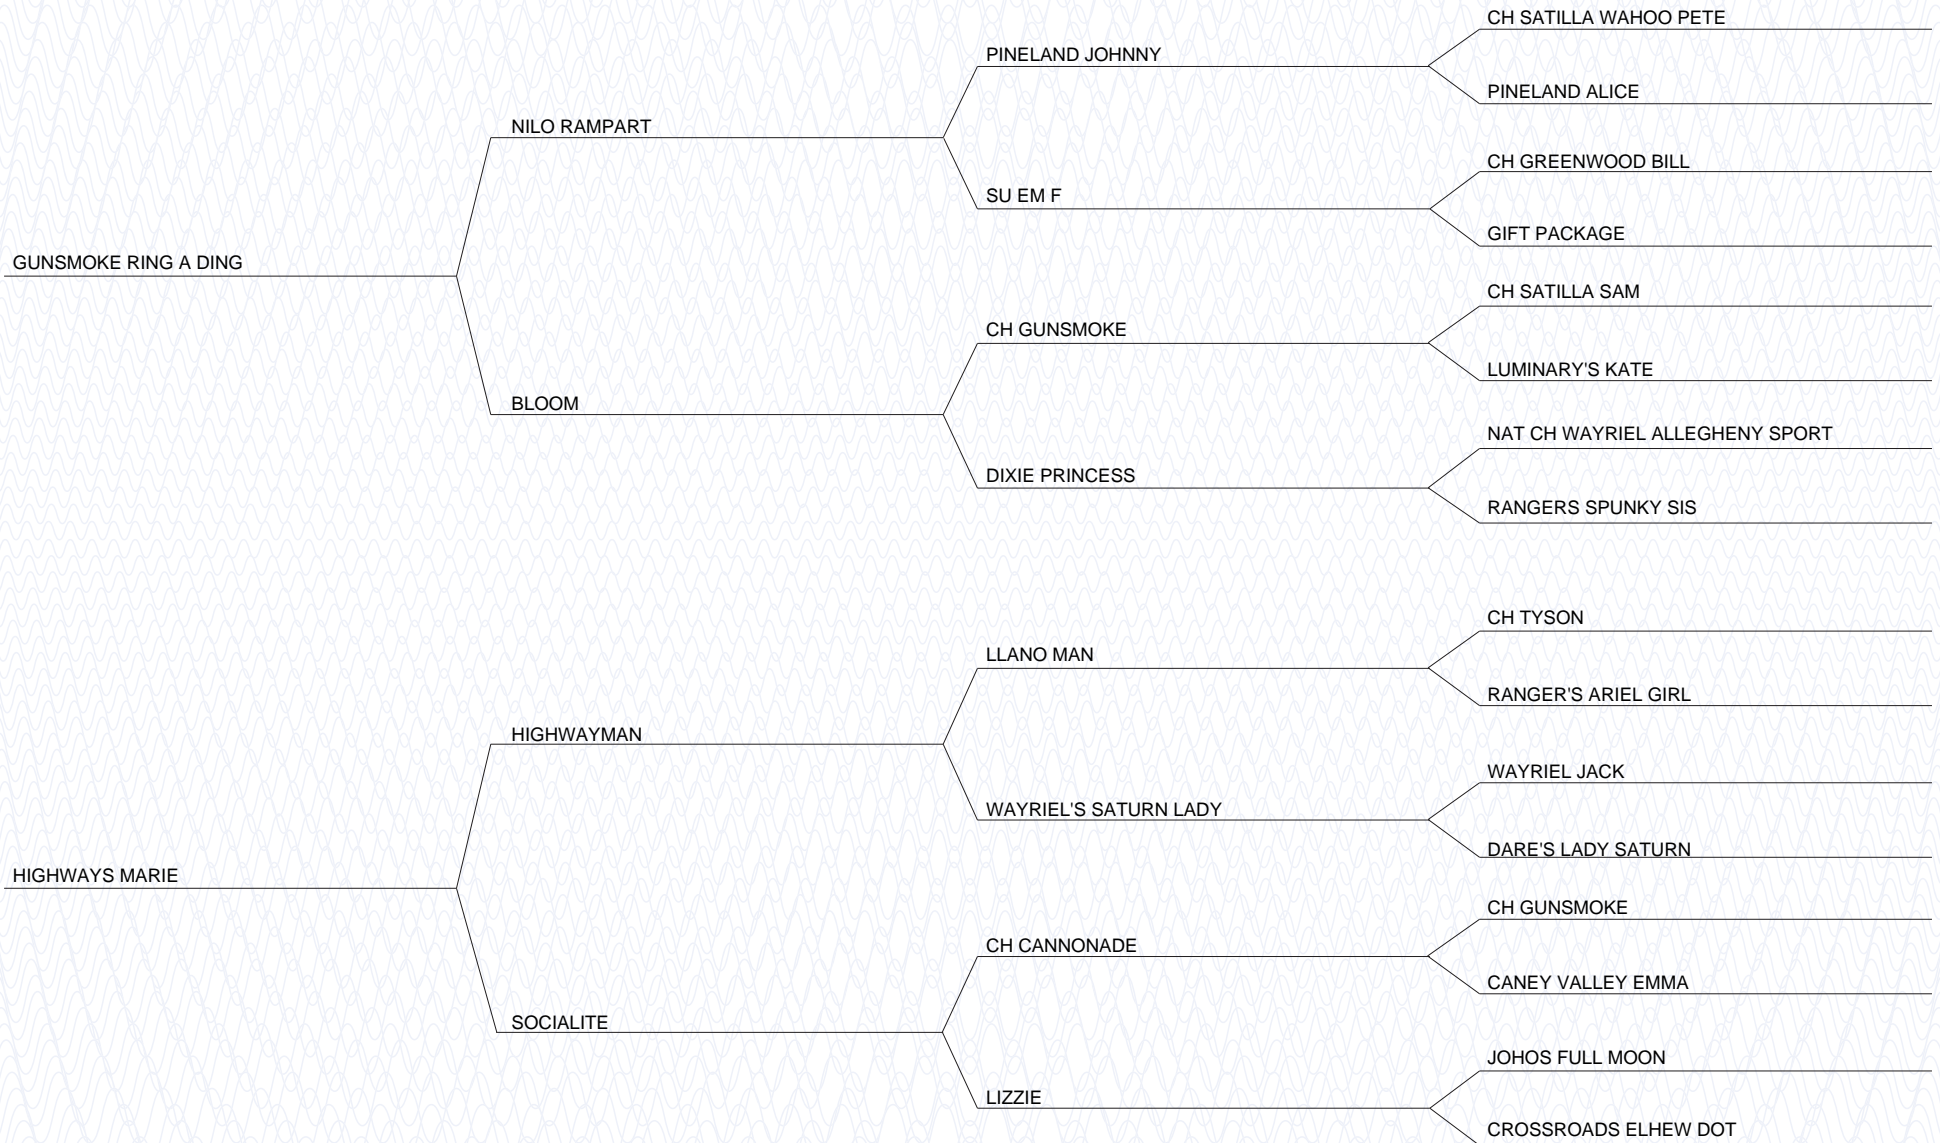 CH SATILLA WAHOO PETE
PINELAND JOHNNY
PINELAND ALICE
NILO RAMPART
CH GREENWOOD BILL
SU EM F
GIFT PACKAGE
GUNSMOKE RING A DING
CH SATILLA SAM
CH GUNSMOKE
LUMINARY'S KATE
BLOOM
NAT CH WAYRIEL ALLEGHENY SPORT
DIXIE PRINCESS
RANGERS SPUNKY SIS
CH TYSON
LLANO MAN
RANGER'S ARIEL GIRL
HIGHWAYMAN
WAYRIEL JACK
WAYRIEL'S SATURN LADY
DARE'S LADY SATURN
HIGHWAYS MARIE
CH GUNSMOKE
CH CANNONADE
CANEY VALLEY EMMA
SOCIALITE
JOHOS FULL MOON
LIZZIE
CROSSROADS ELHEW DOT